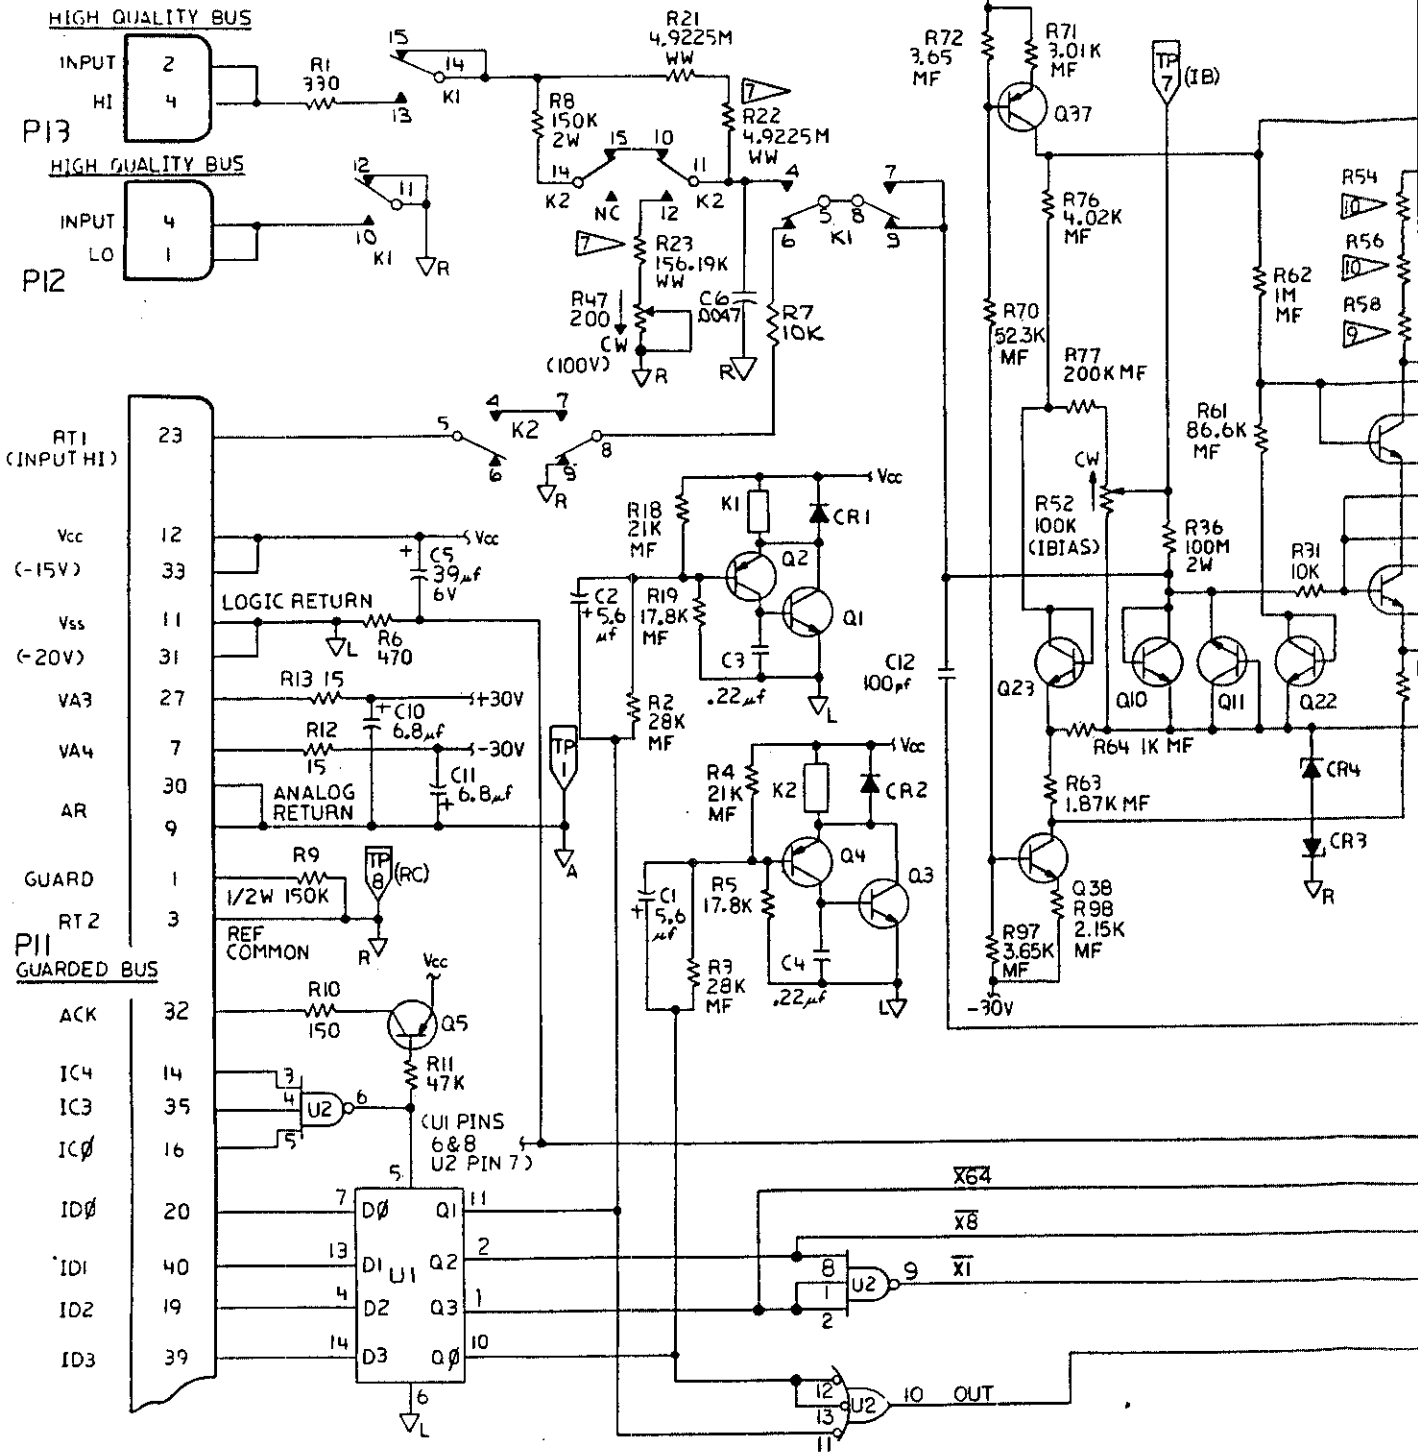 HIGH QUALITY BUS
INPUT 2
HI 4
P13
R1
330
15
14
K1
13
R21
4.9225M
WW
R8
150K
2W
7
R22
4.9225M
WW
HIGH QUALITY BUS
INPUT 4
LO 1
P12
12
11
10
K1
14
K2
15
10
11
K2
NC
12
7
R23
156.19K
WW
R47
200
CW
(100V)
R
R
C6
.0047
R
4
5
8
6
K1
7
9
R7
10K
R72
3.65
MF
R71
3.01K
MF
Q37
TP
7
(IB)
R76
4.02K
MF
R70
52.3K
MF
R77
200K MF
R62
1M
MF
R54
10
R56
10
R58
9
R61
86.6K
MF
CW
R52
100K
(IBIAS)
R36
100M
2W
R31
10K
RT1
(INPUT HI)
23
5
4
7
K2
6
9
8
R
Vcc 12
(-15V) 33
Vcc
C5
+
39µf
6V
LOGIC RETURN
Vss 11
(-20V) 31
L
R6
470
VA3 27
R13 15
+30V
+
C10
6.8µf
VA4 7
R12
15
-30V
C11
6.8µf
+
30
AR
9
ANALOG
RETURN
TP
1
A
GUARD 1
R9
1/2W 150K
TP
8
(RC)
RT2 3
REF
COMMON
R
P11
GUARDED BUS
R18
21K
MF
K1
CR1
Vcc
Q2
Q1
C2
+5.6
µf
R19
17.8K
MF
C3
.22µf
L
R2
28K
MF
C12
100pf
Q23
Q10
Q11
Q22
R64 1K MF
R63
1.87K MF
CR4
CR3
R
Q38
R98
2.15K
MF
R97
3.65K
MF
-30V
R4
21K
MF
K2
CR2
Vcc
Q4
Q3
C1
+
5.6
µf
R5
17.8K
C4
.22µf
L
R3
28K
MF
Vcc
ACK 32
R10
150
Q5
R11
47K
IC4 14
IC3 35
ICØ 16
3
4
5
U2
6
(U1 PINS
6&8
U2 PIN 7)
5
IDØ 20 7 DØ Q1 11
ID1 40 13 D1 U1 Q2 2
ID2 19 4 D2 Q3 1
ID3 39 14 D3 QØ 10
6
L
X̅6̅4̅
X̅8̅
X̅1̅
8
1
2
U2
9
12
13
11
U2
10 OUT